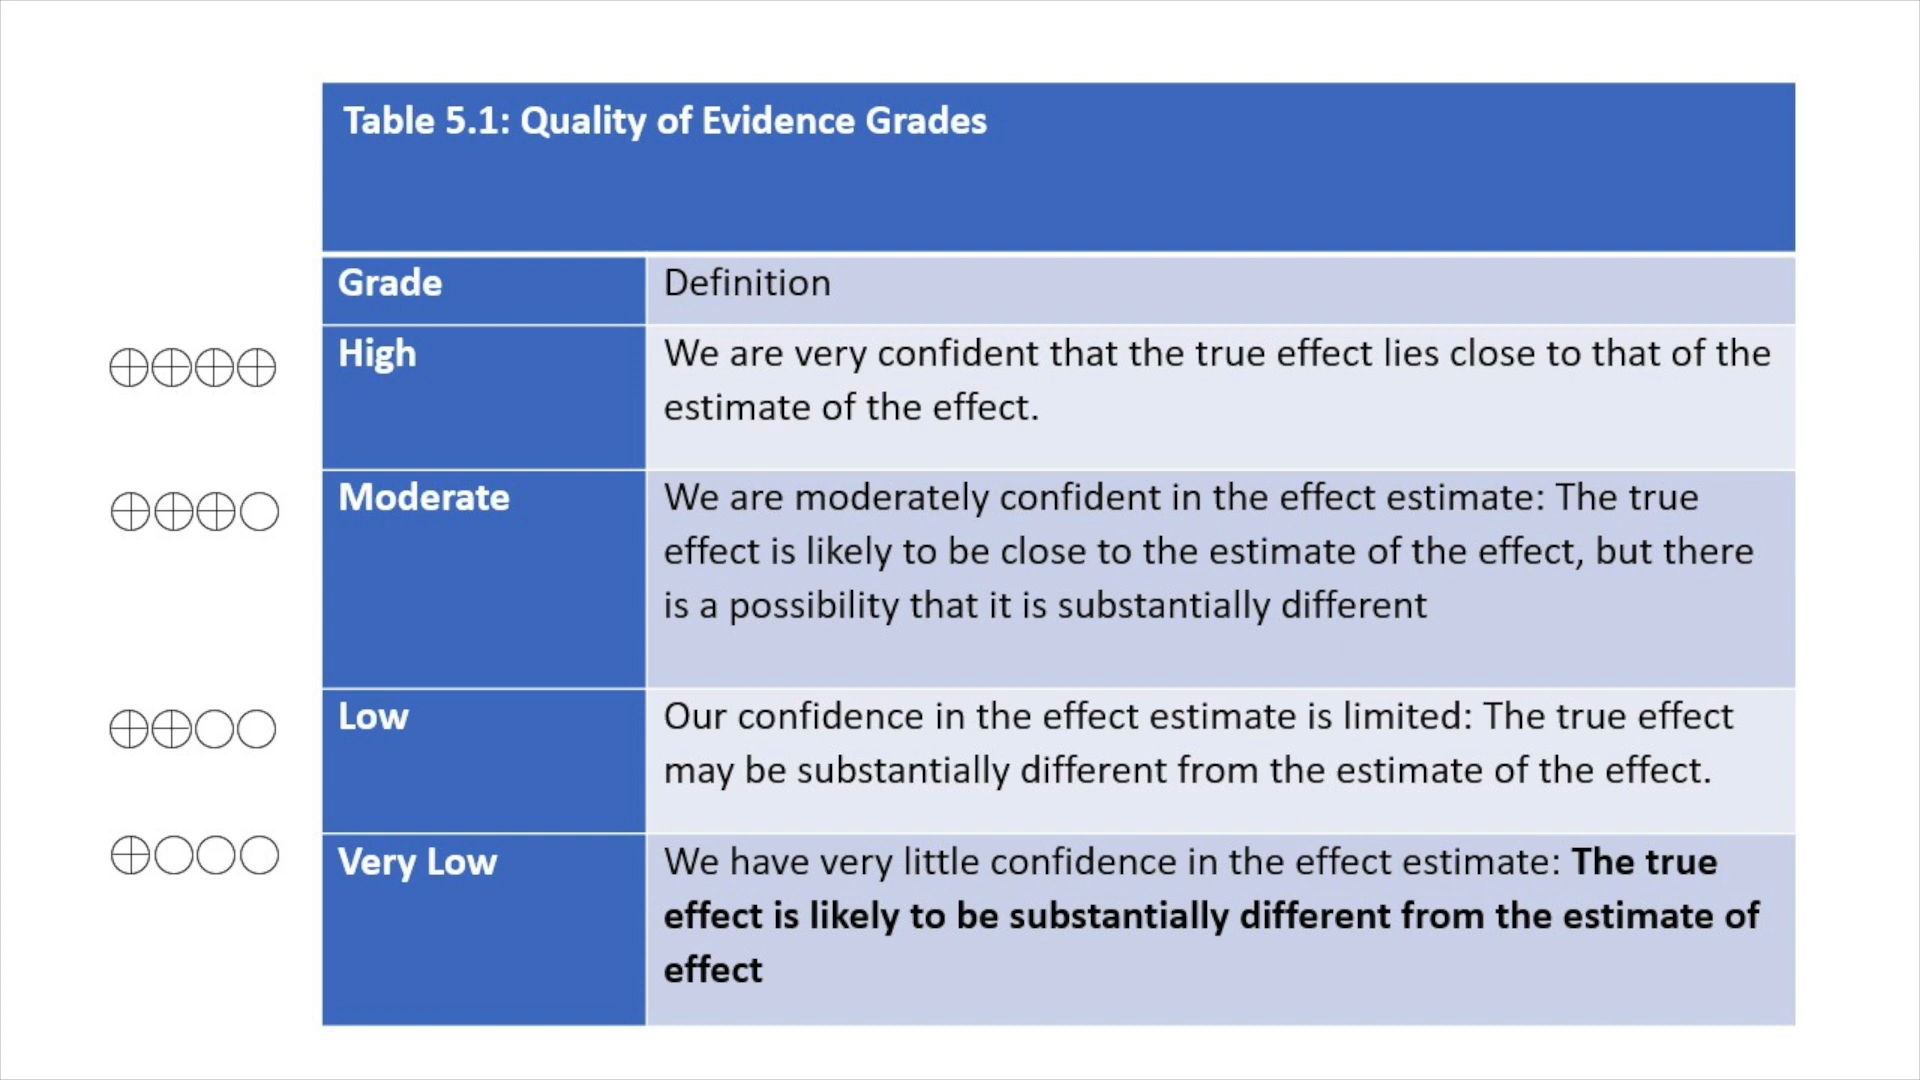 Table 5.1: Quality of Evidence Grades
Grade
Definition
High
We are very confident that the true effect lies close to that of the
estimate of the effect.
Moderate
We are moderately confident in the effect estimate: The true
effect is likely to be close to the estimate of the effect, but there
is a possibility that it is substantially different
Low
Our confidence in the effect estimate is limited: The true effect
may be substantially different from the estimate of the effect.
Very Low
We have very little confidence in the effect estimate: The true
effect is likely to be substantially different from the estimate of
effect